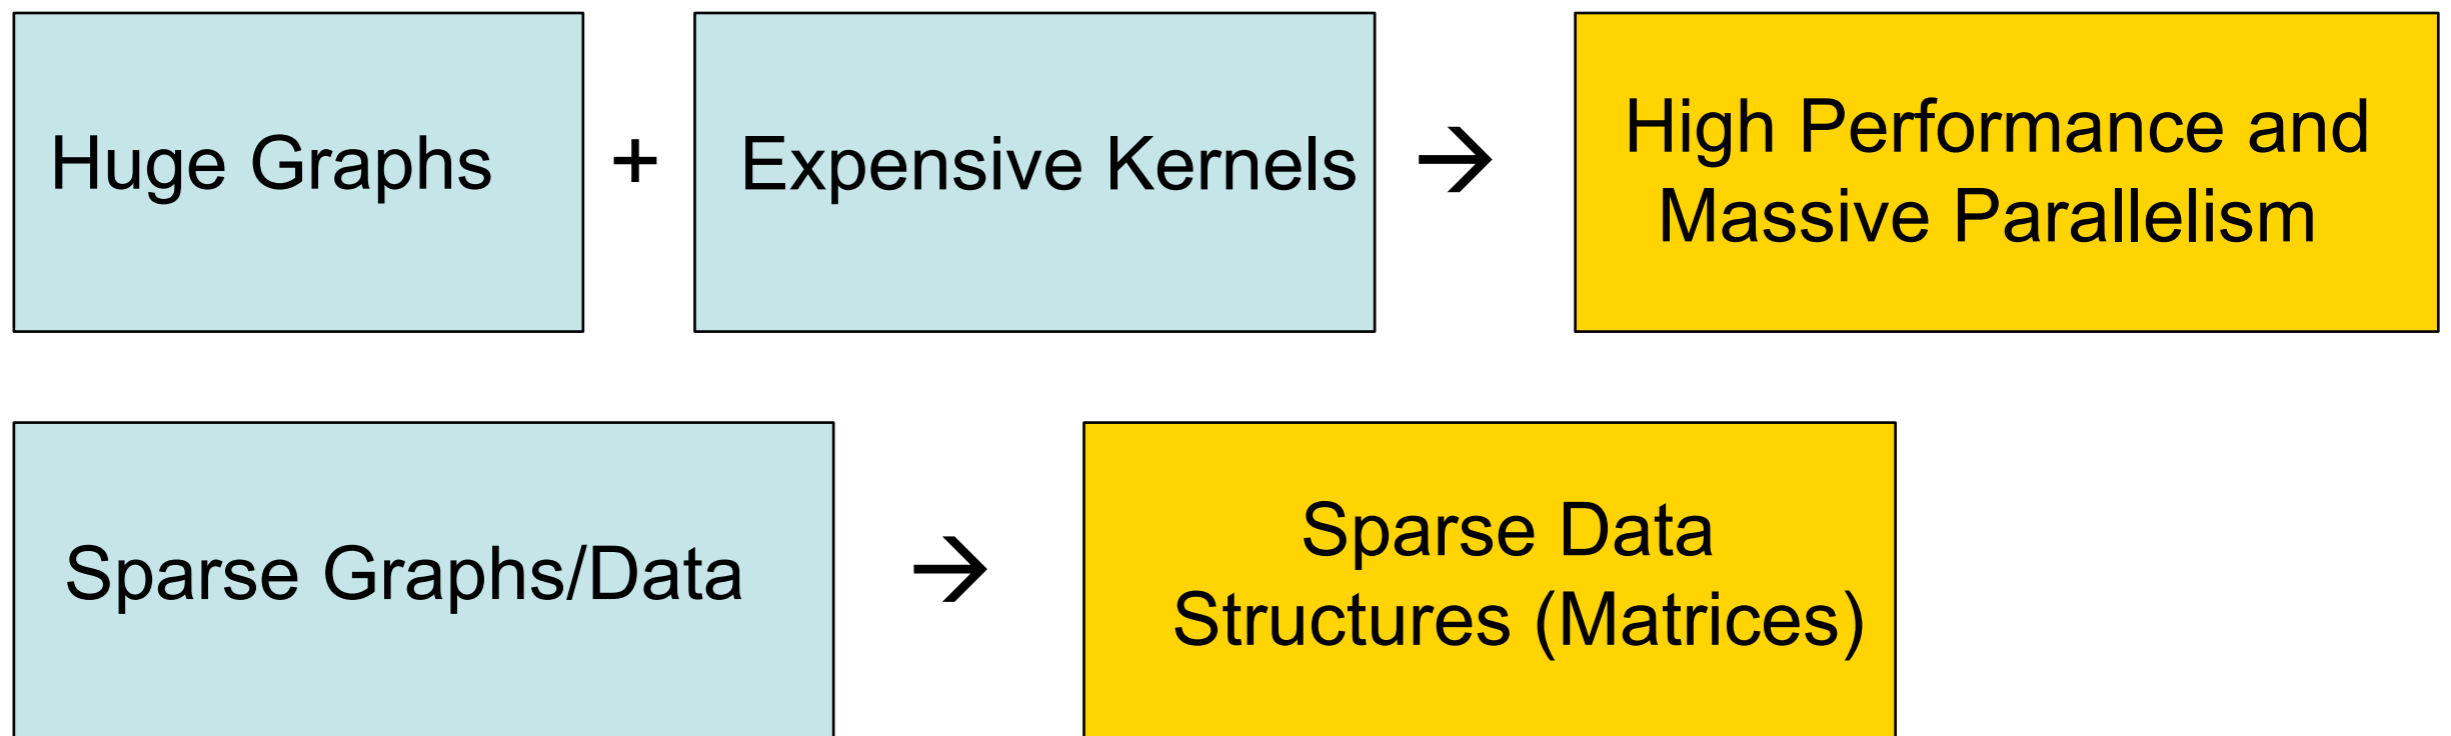 Huge Graphs + Expensive Kernels → High Performance and
Massive Parallelism
Sparse Graphs/Data → Sparse Data
Structures (Matrices)